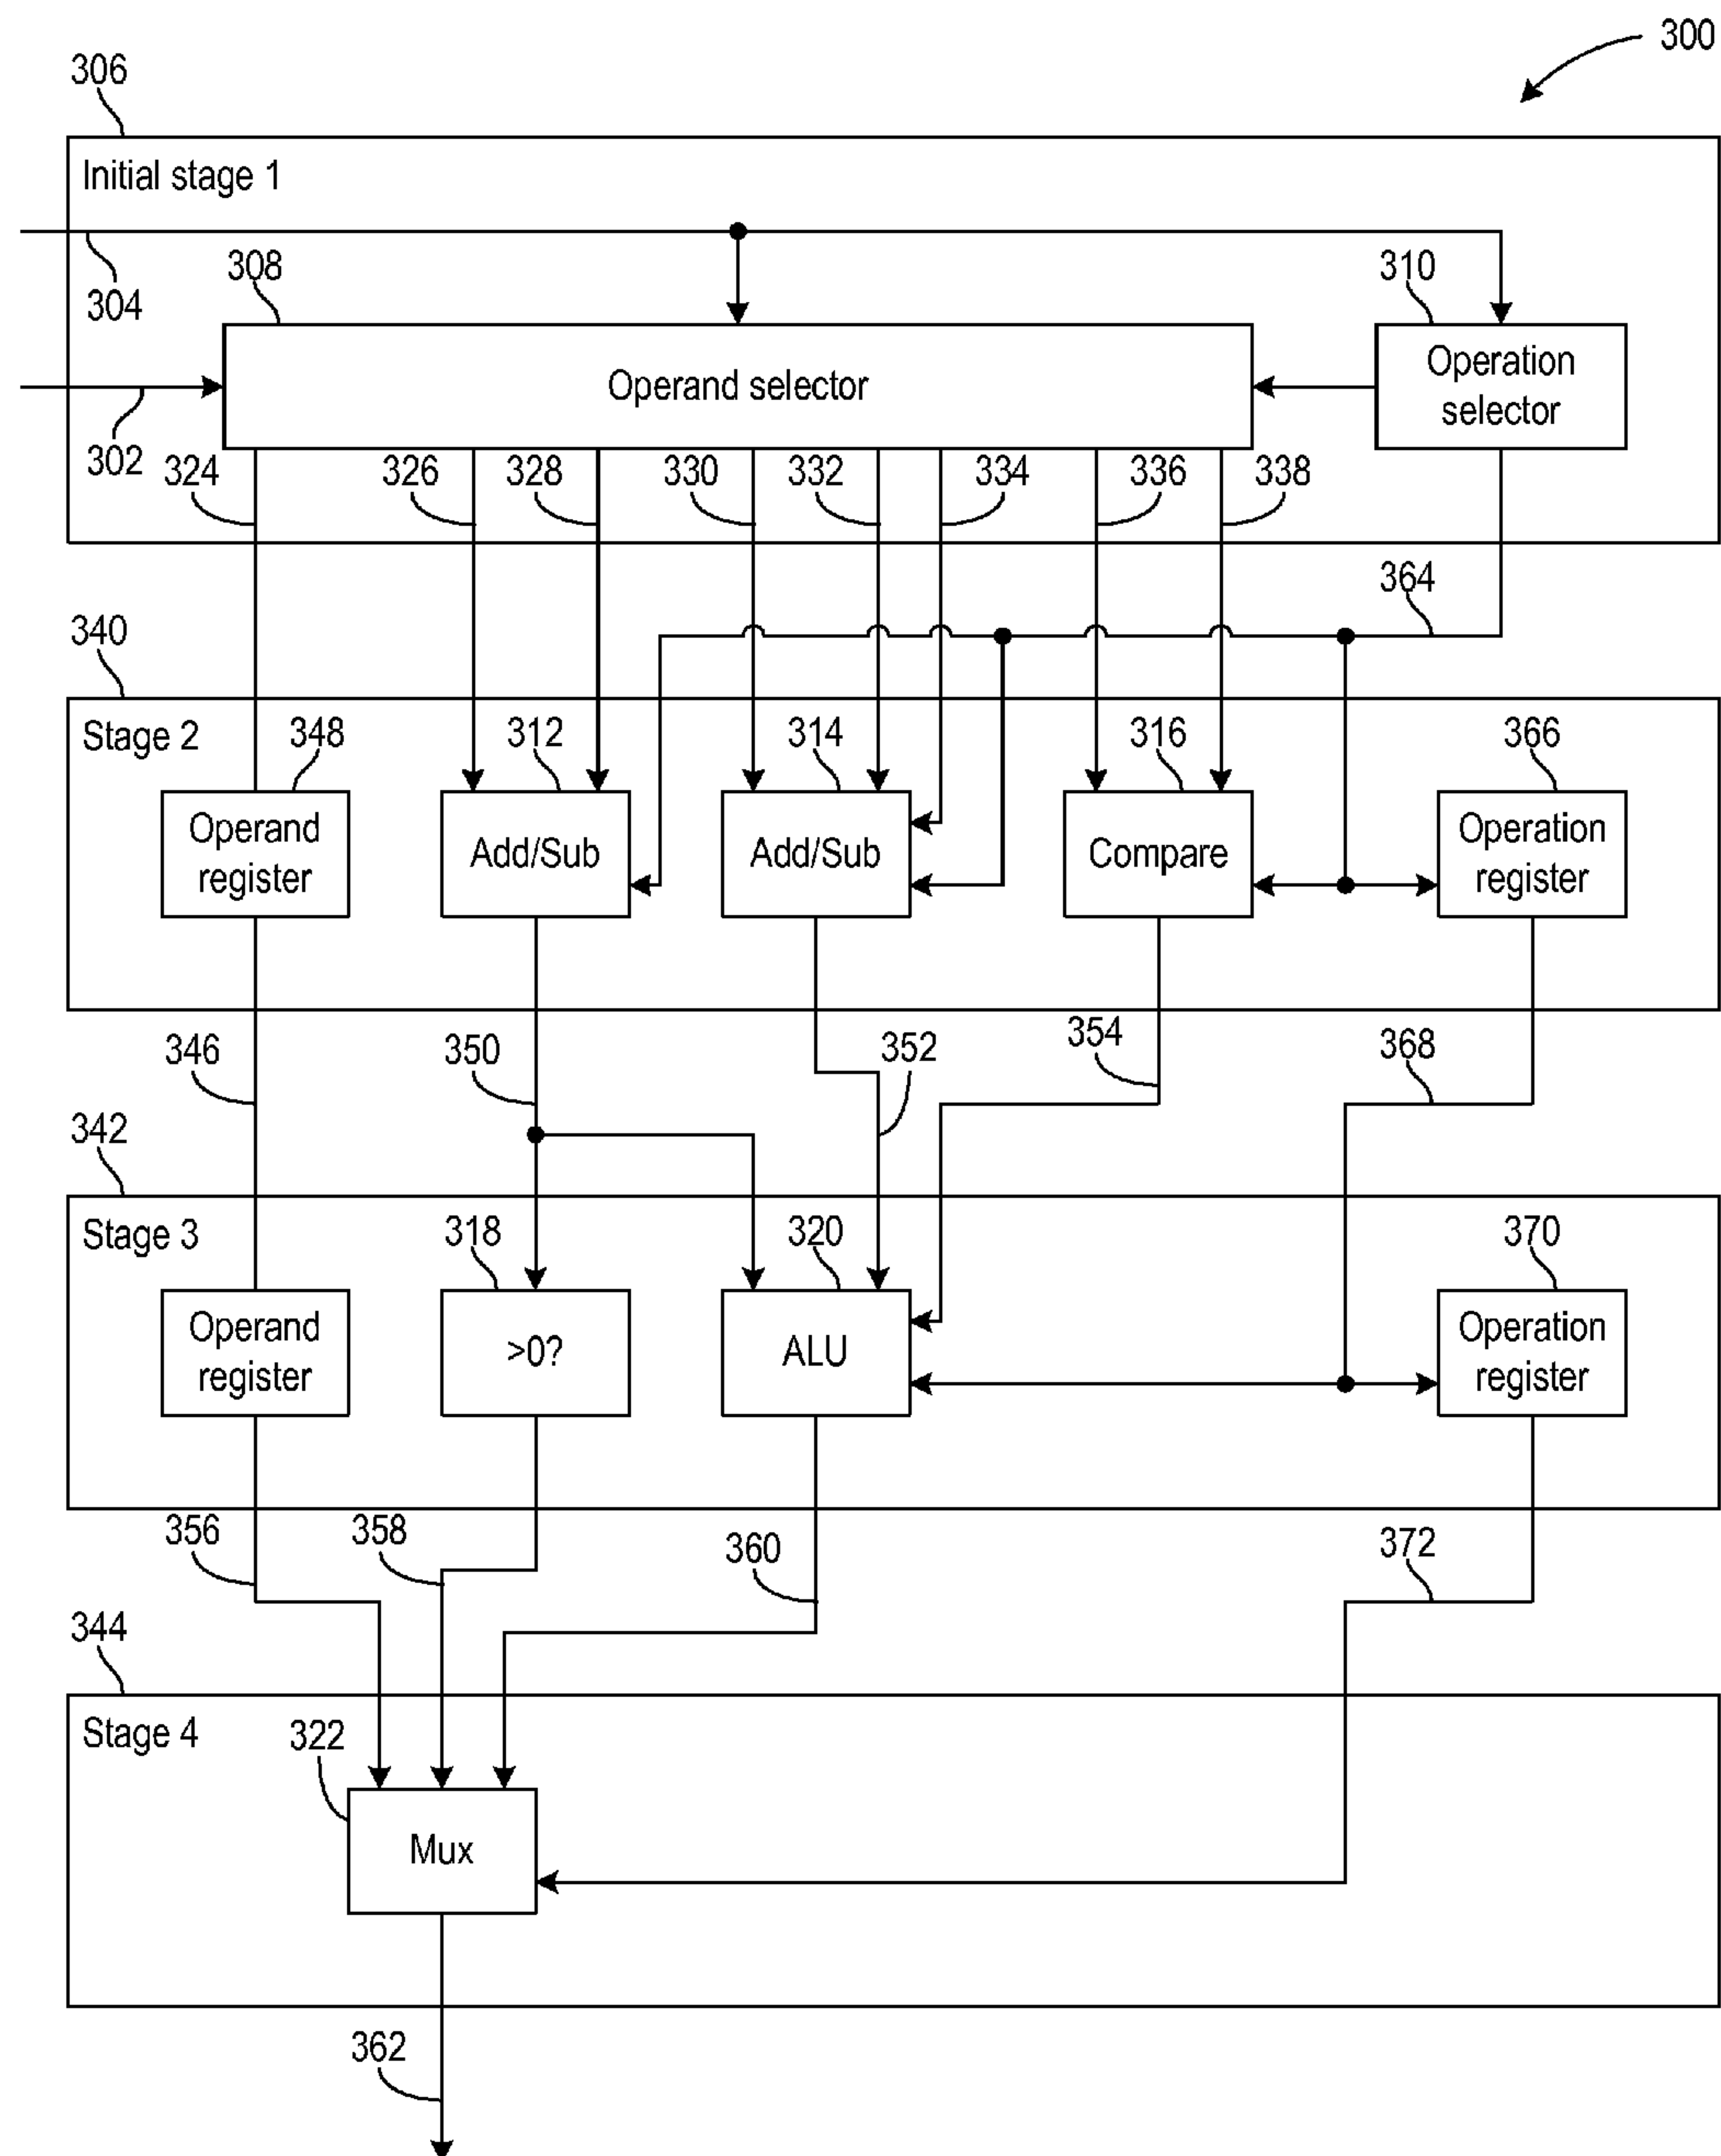 300
306
Initial stage 1
304
308
310
Operand selector
Operation
selector
302
324
326
328
330
332
334
336
338
364
340
Stage 2
348
312
314
316
366
Operand
register
Add/Sub
Add/Sub
Compare
Operation
register
346
350
352
354
368
342
Stage 3
318
320
370
Operand
register
>0?
ALU
Operation
register
356
358
360
372
344
Stage 4
322
Mux
362